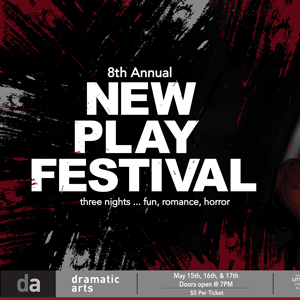 8th Annual
NEW
PLAY
FESTIVAL
three nights ... fun, romance, horror
da
dramatic
arts
May 15th, 16th, & 17th
Doors open @ 7PM
$5 Per Ticket